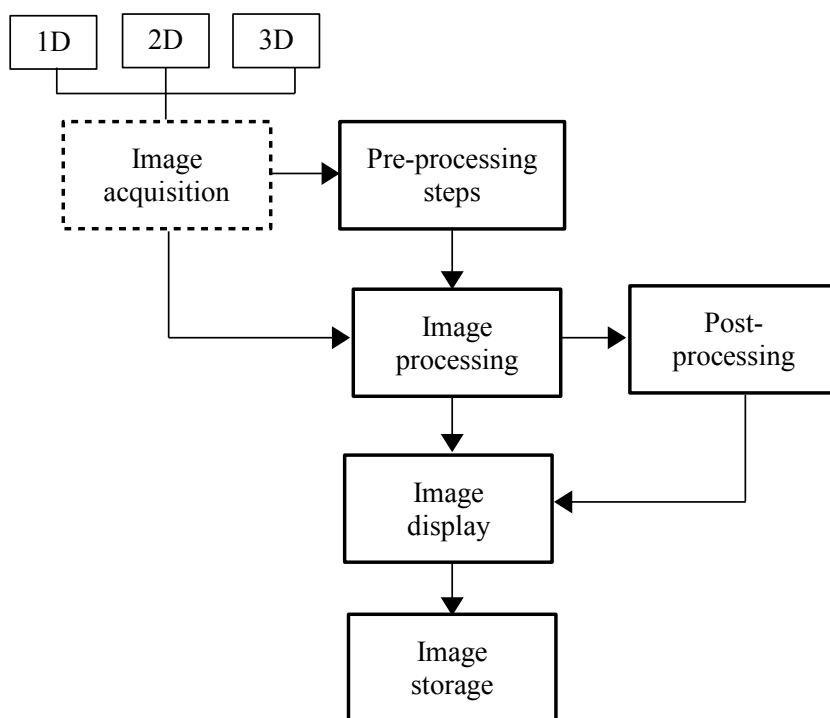 1D
2D
3D
Image
acquisition
Pre-processing
steps
Image
processing
Post-
processing
Image
display
Image
storage